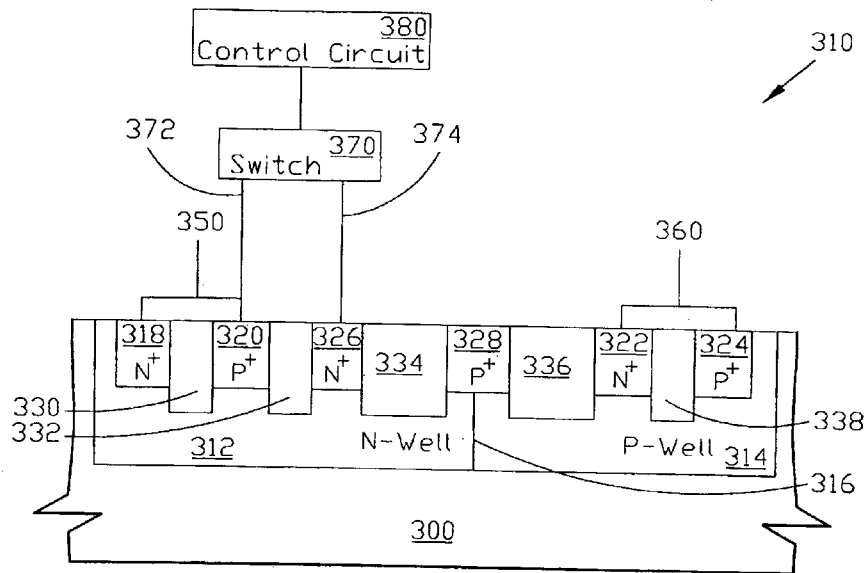 380
Control Circuit
310
372
370
Switch
374
350
360
318
N+
320
P+
326
N+
334
328
P+
336
322
N+
324
P+
330
332
338
312
N-Well
P-Well
314
316
300